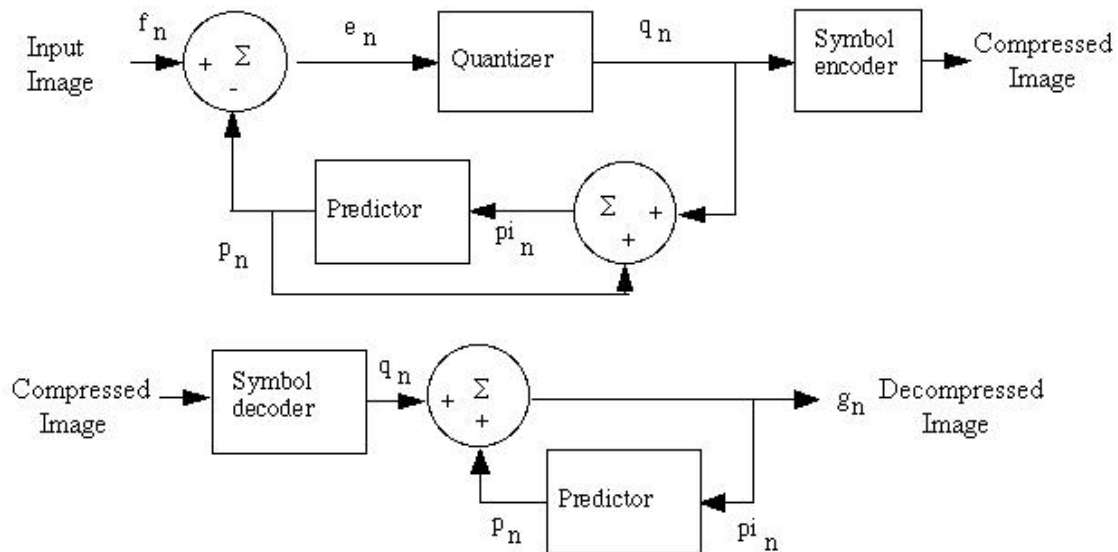 Input
Image
f n
+ Σ
-
e n
Quantizer
q n
Symbol
encoder
Compressed
Image
Predictor
p n
pi n
Σ +
+
Compressed
Image
Symbol
decoder
q n
+ Σ
+
g n
Decompressed
Image
Predictor
p n
pi n